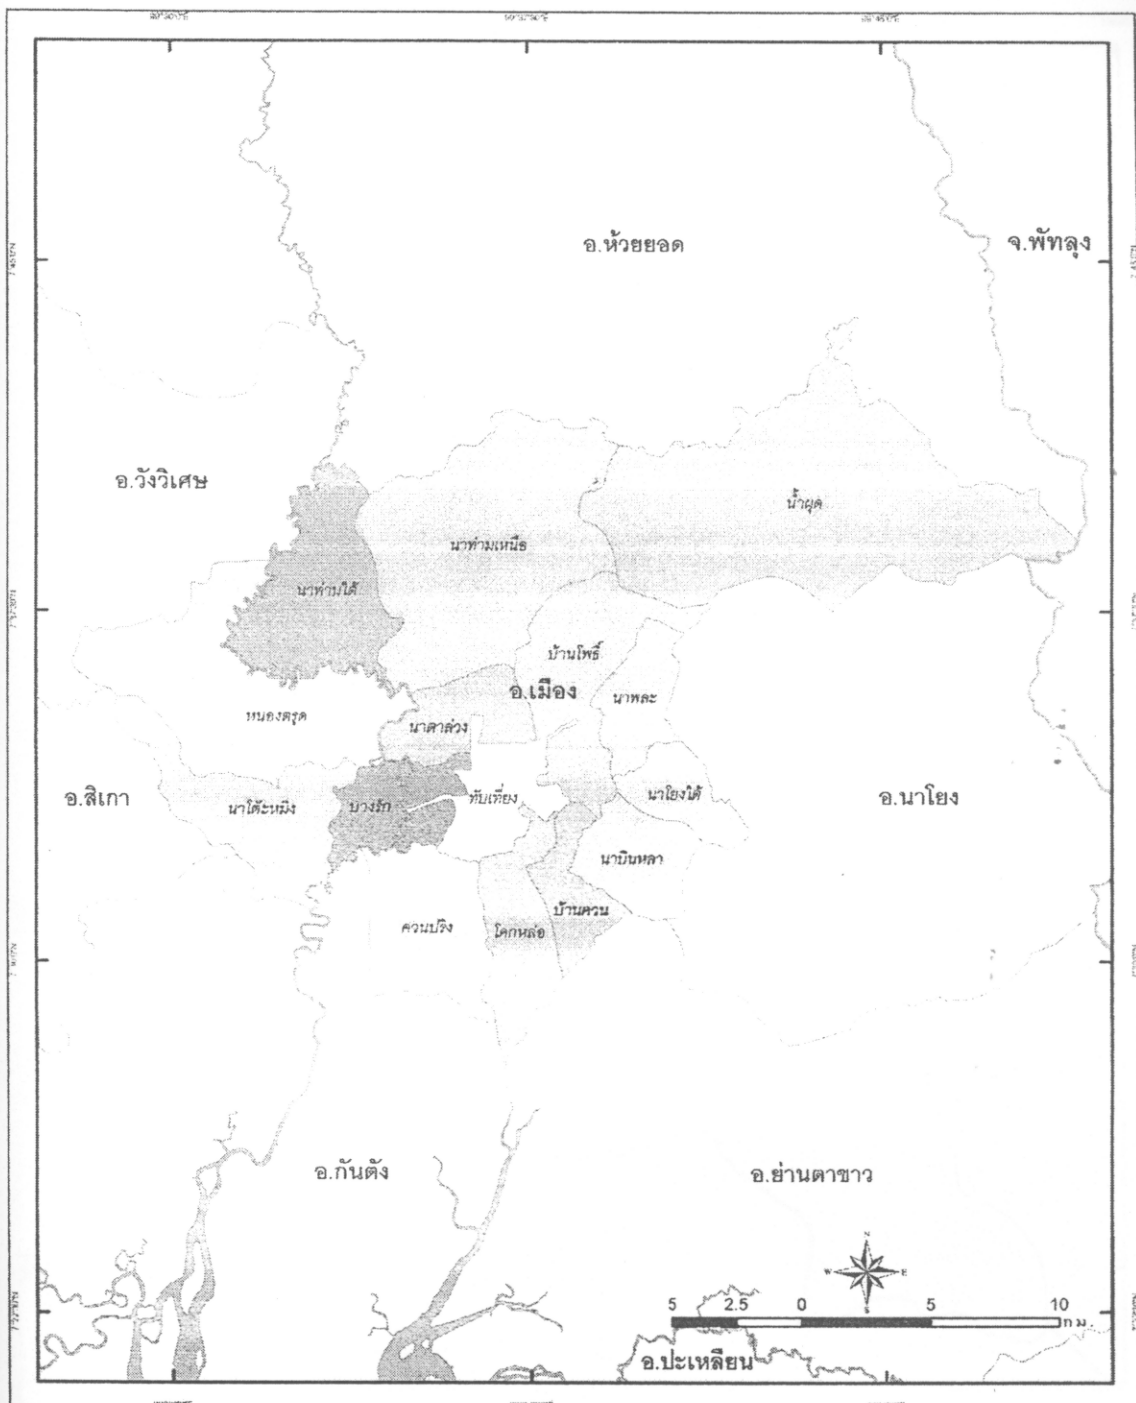 อ.ห้วยยอด
จ.พัทลุง
อ.วังวิเศษ
น้ำผุด
นาท่ามเหนือ
นาท่ามใต้
บ้านโพธิ์
อ.เมือง
นาพละ
หนองตรุด
นาตาล่วง
อ.สิเกา
นาโต๊ะหมิง
บางรัก
ทับเที่ยง
นาโยงใต้
อ.นาโยง
นาบินหลา
บ้านควน
ควนปริง
โคกหล่อ
อ.กันตัง
อ.ย่านตาขาว
N
W E
S
5 2.5 0 5 10
กม.
อ.ปะเหลียน